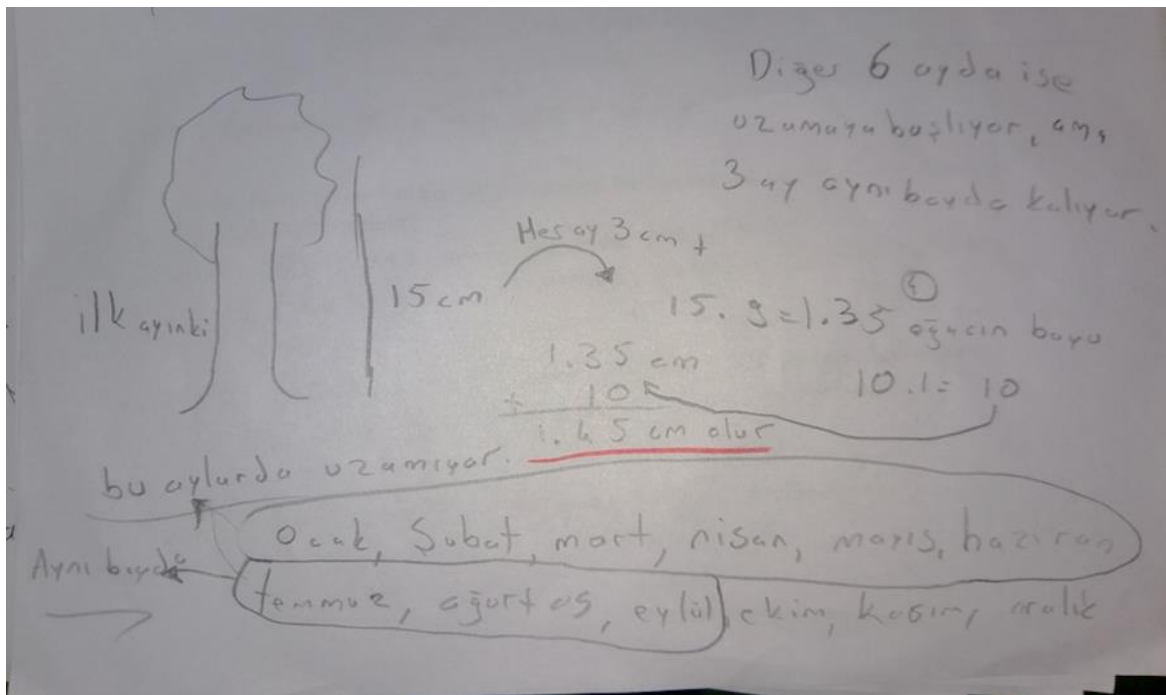 Diğer 6 ayda ise
uzamaya başlıyor, ama
3 ay aynı boyda kalıyor.
Her ay 3 cm +
ilk ayınki
15 cm
15. 9=1.35 ağacın boyu
1.35 cm
10.1= 10
+ 10
1.45 cm olur
bu aylarda uzamıyor.
Ocak, Şubat, mart, nisan, mayıs, haziran
Aynı boyda
temmuz, ağustos, eylül, ekim, kasım, aralık